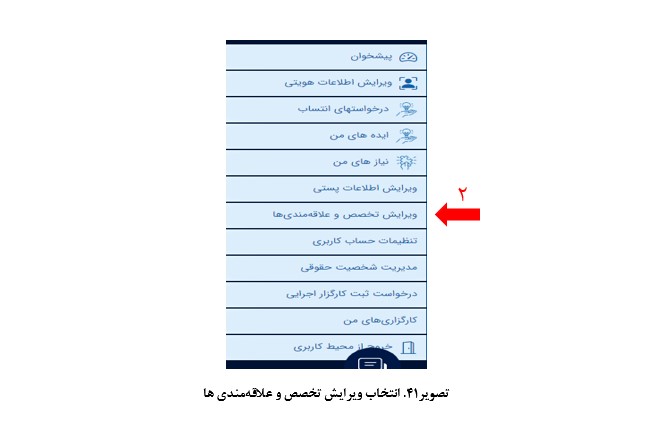 پیشخوان
ویرایش اطلاعات هویتی
درخواستهای انتساب
ایده های من
نیاز های من
ویرایش اطلاعات پستی
ویرایش تخصص و علاقه‌مندی‌ها
۲
تنظیمات حساب کاربری
مدیریت شخصیت حقوقی
درخواست ثبت کارگزار اجرایی
کارگزاری‌های من
خروج از محیط کاربری
تصویر۴۱. انتخاب ویرایش تخصص و علاقه‌مندی ها